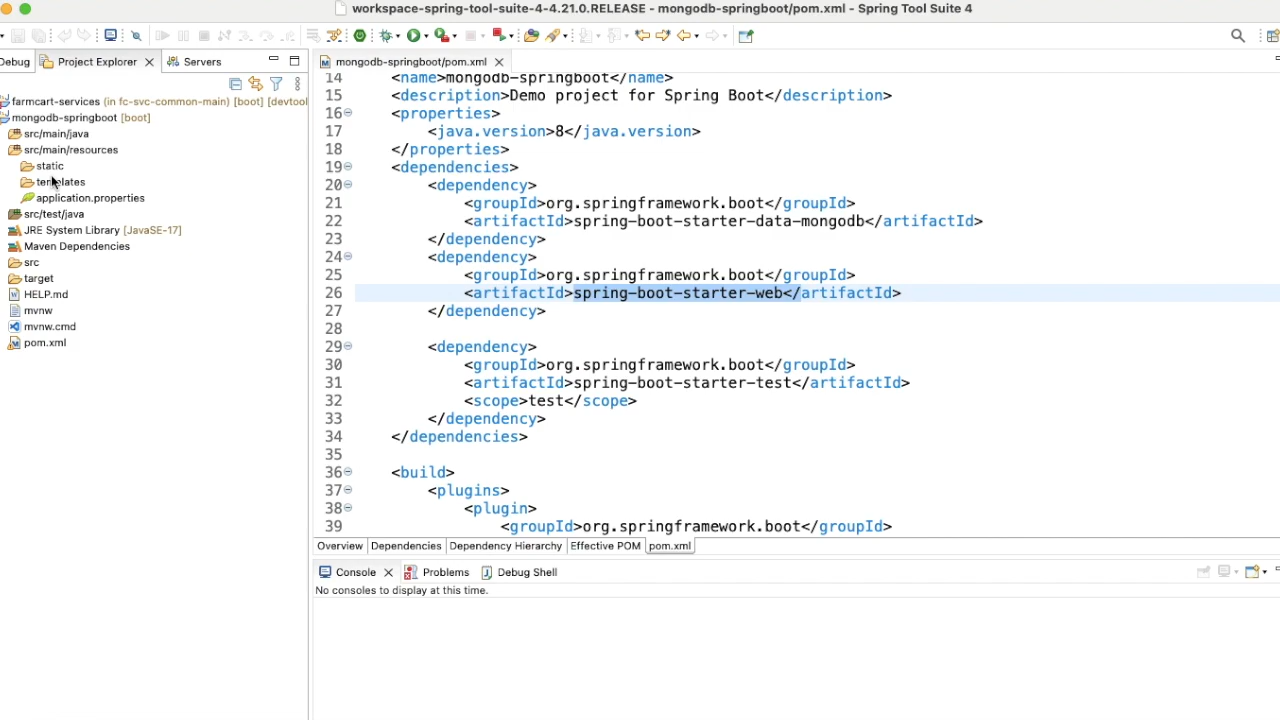 workspace-spring-tool-suite-4-4.21.0.RELEASE - mongodb-springboot/pom.xml - Spring Tool Suite 4
Debug
Project Explorer
Servers
farmcart-services (in fc-svc-common-main) [boot] [devtool
mongodb-springboot [boot]
src/main/java
src/main/resources
static
templates
application.properties
src/test/java
JRE System Library [JavaSE-17]
Maven Dependencies
src
target
HELP.md
mvnw
mvnw.cmd
pom.xml
mongodb-springboot/pom.xml
14 <name>mongodb-springboot</name>
15 <description>Demo project for Spring Boot</description>
16 <properties>
17 <java.version>8</java.version>
18 </properties>
19 <dependencies>
20 <dependency>
21 <groupId>org.springframework.boot</groupId>
22 <artifactId>spring-boot-starter-data-mongodb</artifactId>
23 </dependency>
24 <dependency>
25 <groupId>org.springframework.boot</groupId>
26 <artifactId>spring-boot-starter-web</artifactId>
27 </dependency>
28
29 <dependency>
30 <groupId>org.springframework.boot</groupId>
31 <artifactId>spring-boot-starter-test</artifactId>
32 <scope>test</scope>
33 </dependency>
34 </dependencies>
35
36 <build>
37 <plugins>
38 <plugin>
39 <groupId>org.springframework.boot</groupId>
Overview Dependencies Dependency Hierarchy Effective POM pom.xml
Console Problems Debug Shell
No consoles to display at this time.